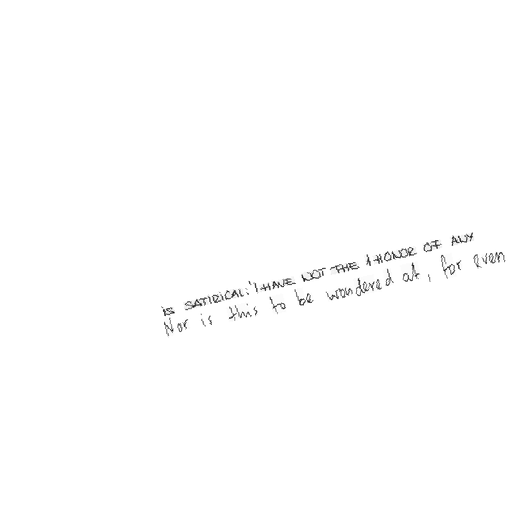 IS SATIRICAL: 'I HAVE NOT THE HONOR OF ANY
Nor is this to be wondered at, for even